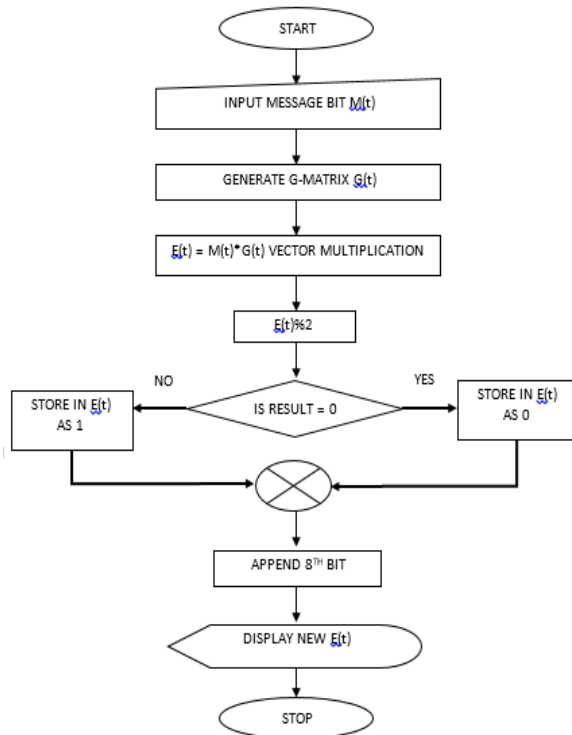 START
INPUT MESSAGE BIT M(t)
GENERATE G-MATRIX G(t)
E(t) = M(t)*G(t) VECTOR MULTIPLICATION
E(t)%2
NO
YES
IS RESULT = 0
STORE IN E(t)
AS 1
STORE IN E(t)
AS 0
APPEND 8TH BIT
DISPLAY NEW E(t)
STOP